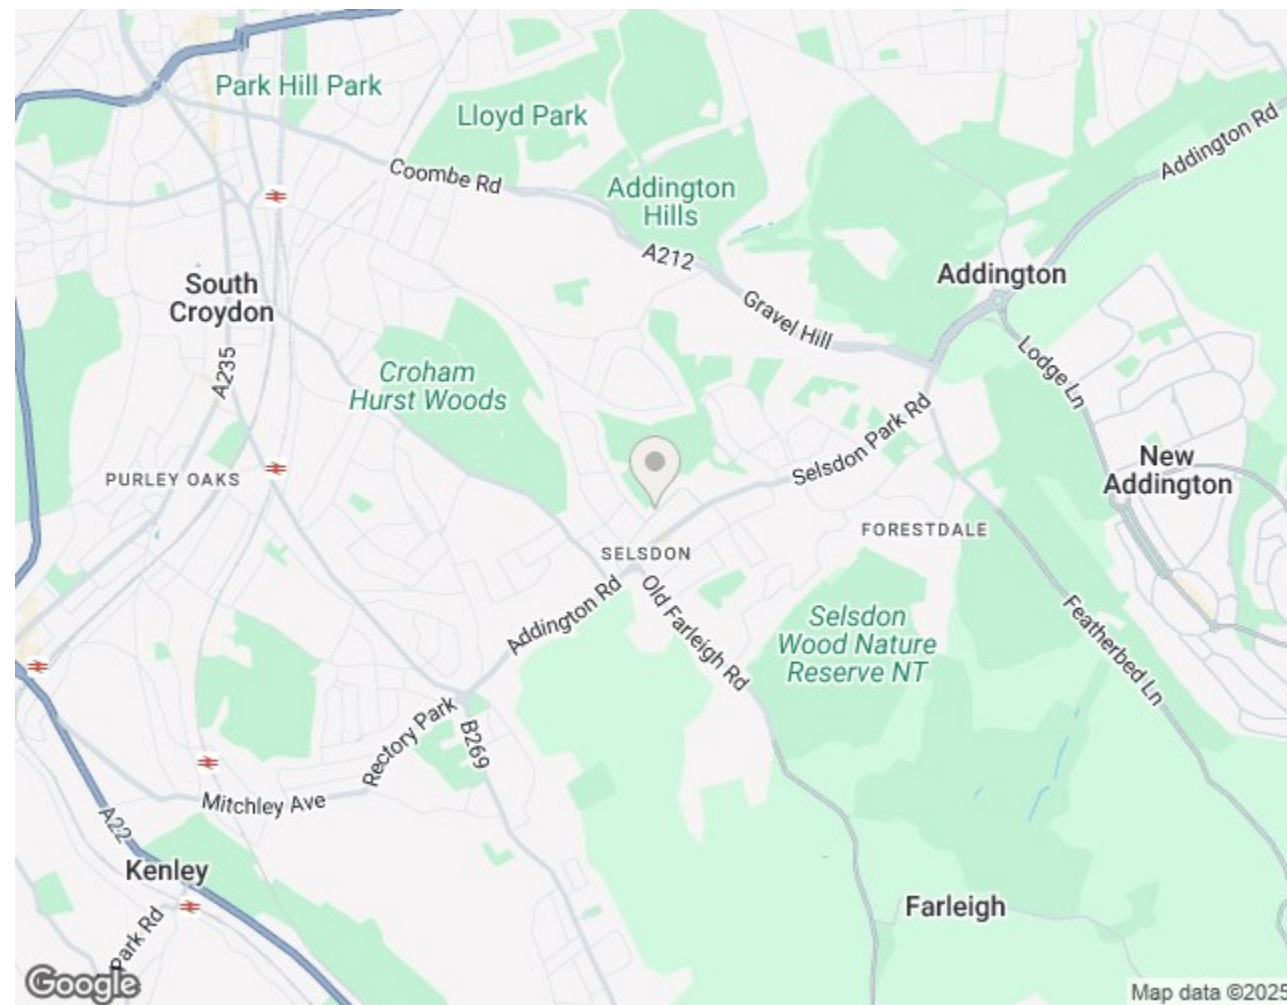 Park Hill Park
Lloyd Park
Addington Rd
Coombe Rd
Addington
Hills
A212
Addington
South
Croydon
Gravel Hill
Lodge Ln
A235
Croham
Hurst Woods
Selsdon Park Rd
New
Addington
PURLEY OAKS
FORESTDALE
SELSDON
Addington Rd
Old Farleigh Rd
Selsdon
Wood Nature
Reserve NT
Featherbed Ln
Rectory Park
B269
Mitchley Ave
A22
Kenley
Farleigh
Park Rd
Google
Map data ©2025